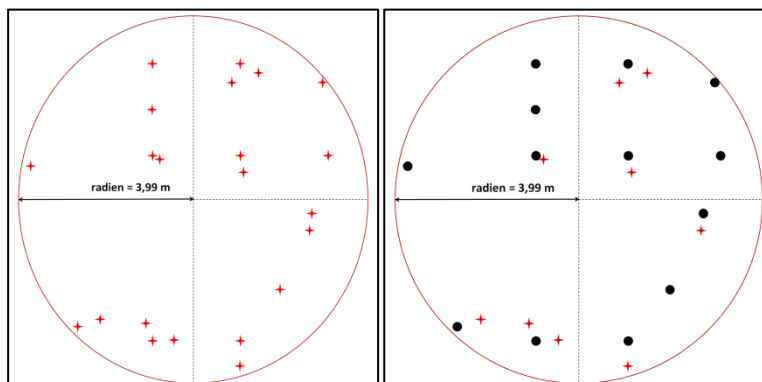 radien = 3,99 m
radien = 3,99 m